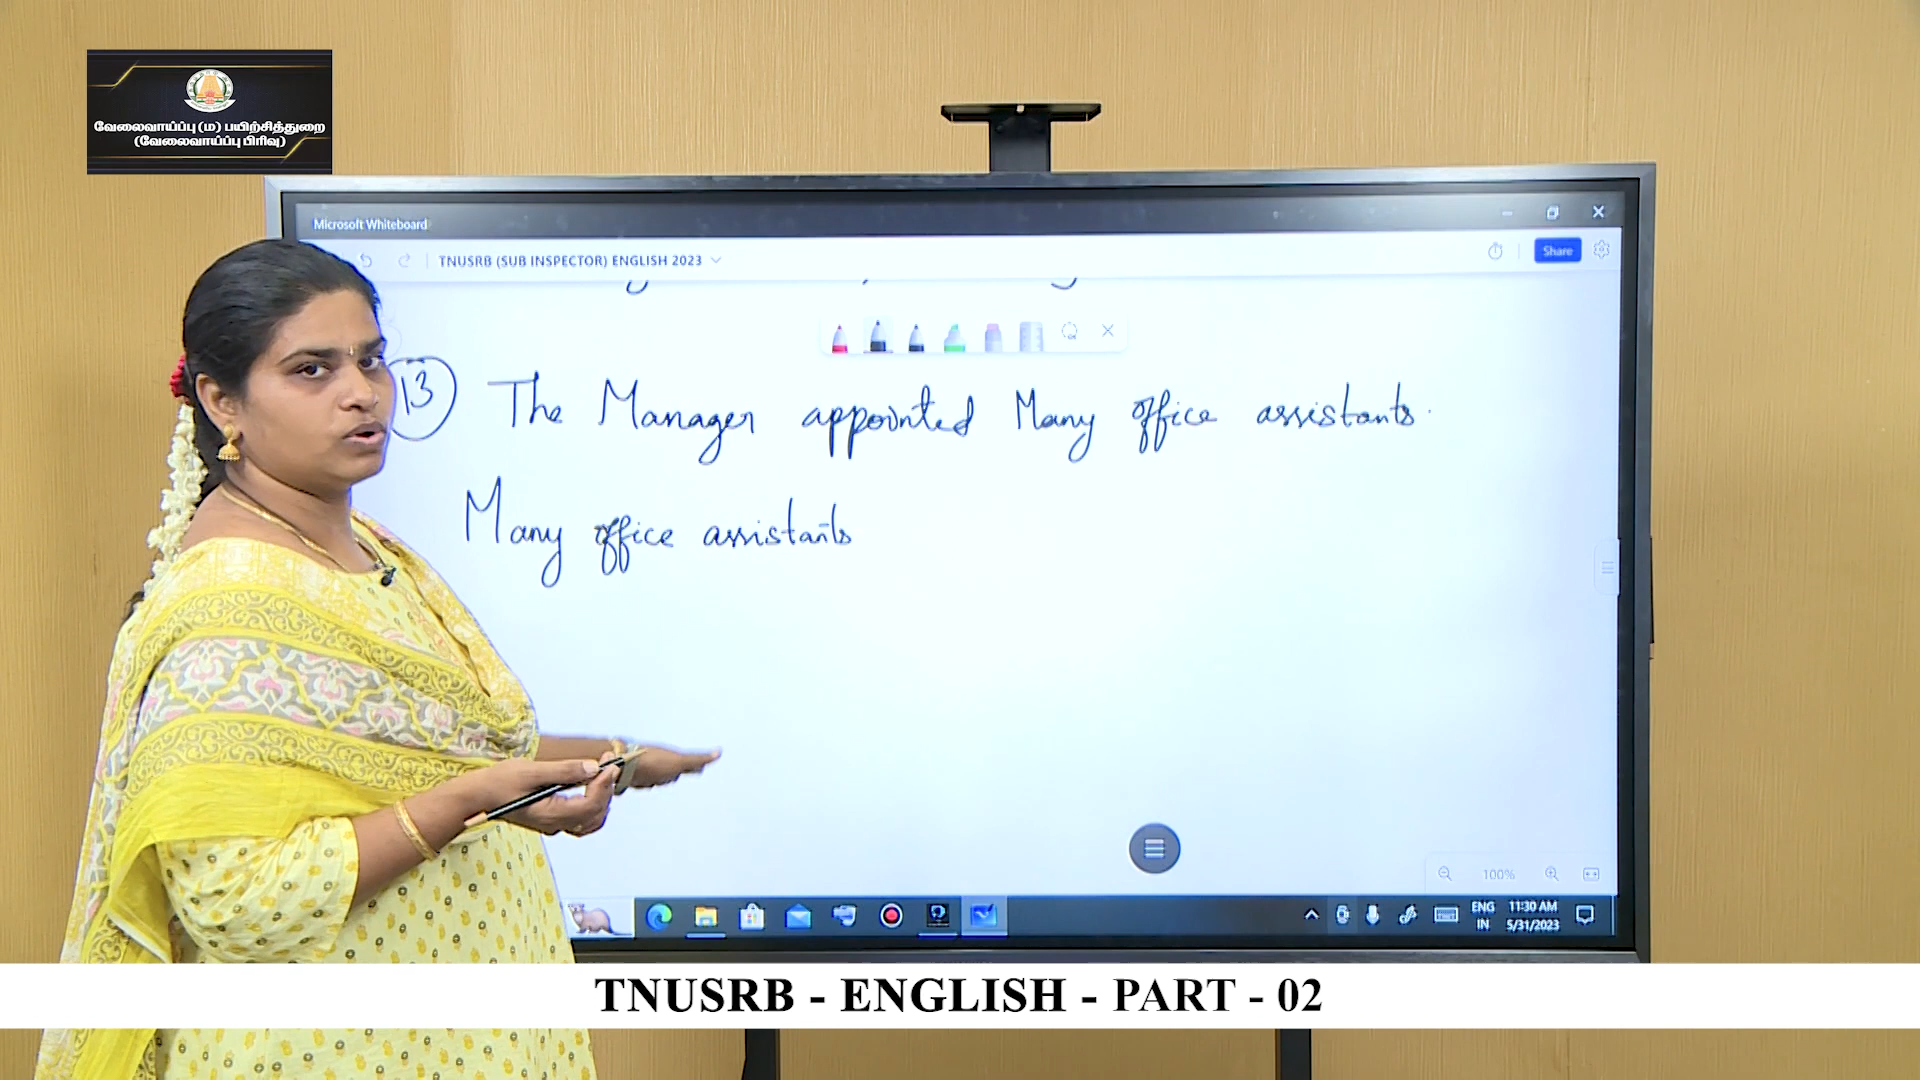 வேலைவாய்ப்பு (ம) பயிற்சித்துறை
(வேலைவாய்ப்பு பிரிவு)
Microsoft Whiteboard
TNUSRB (SUB INSPECTOR) ENGLISH 2023
Share
13 The Manager appointed Many office assistants.
Many office assistants
100%
ENG
IN
11:30 AM
5/31/2023
TNUSRB - ENGLISH - PART - 02